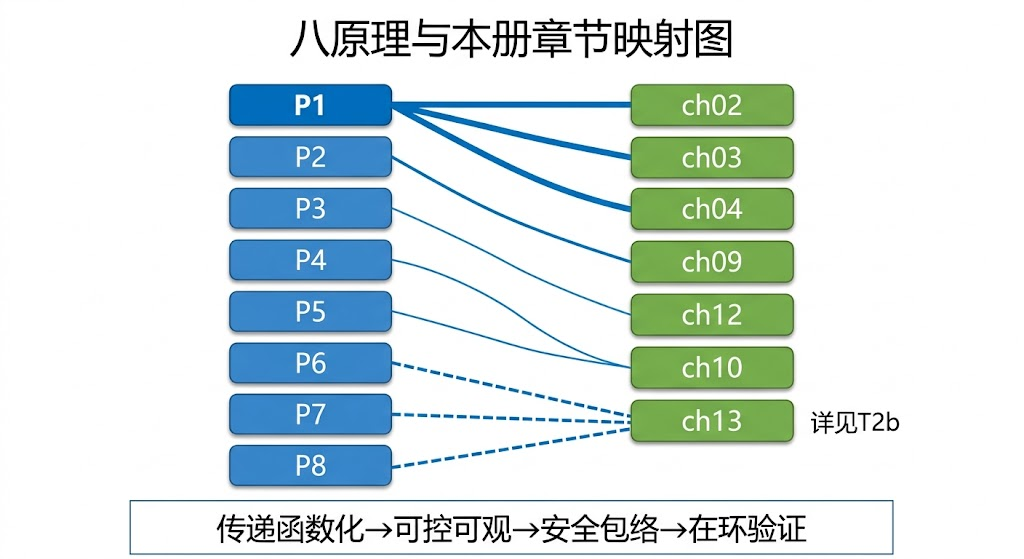 八原理与本册章节映射图
P1
ch02
P2
ch03
P3
ch04
P4
ch09
P5
ch12
P6
ch10
P7
ch13
详见T2b
P8
传递函数化→可控可观→安全包络→在环验证